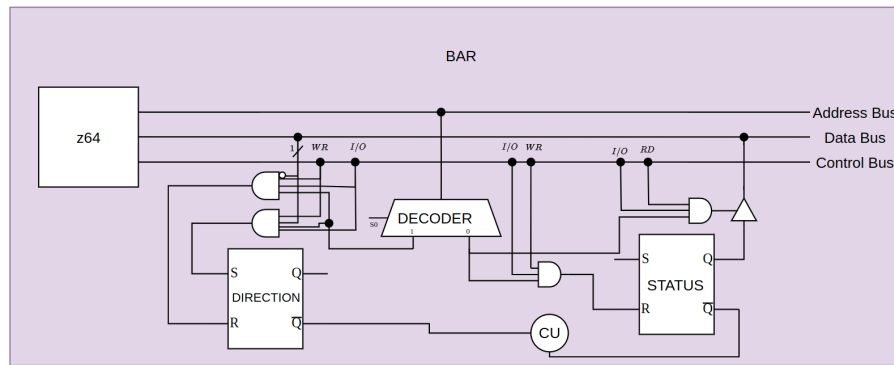 BAR
z64
Address Bus
Data Bus
Control Bus
1
WR
I/O
I/O
WR
I/O
RD
DECODER
S0
1
0
S
Q
DIRECTION
R
Q̅
CU
S
Q
STATUS
R
Q̅